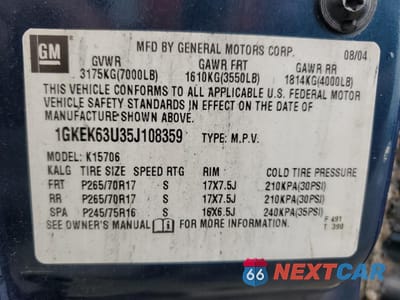 GM
MFD BY GENERAL MOTORS CORP. 08/04
GVWR GAWR FRT GAWR RR
3175KG(7000LB) 1610KG(3550LB) 1814KG(4000LB)
THIS VEHICLE CONFORMS TO ALL APPLICABLE U.S. FEDERAL MOTOR
VEHICLE SAFETY STANDARDS IN EFFECT ON THE DATE OF
MANUFACTURE SHOWN ABOVE.
1GKEK63U35J108359 TYPE: M.P.V.
MODEL: K15706
KALG TIRE SIZE SPEED RTG RIM COLD TIRE PRESSURE
FRT P265/70R17 S 17X7.5J 210KPA(30PSI)
RR P265/70R17 S 17X7.5J 210KPA(30PSI)
SPA P245/75R16 S 16X6.5J 240KPA(35PSI)
SEE OWNER'S MANUAL FOR MORE INFORMATION.
F 491
T 390
66 NEXTCAR